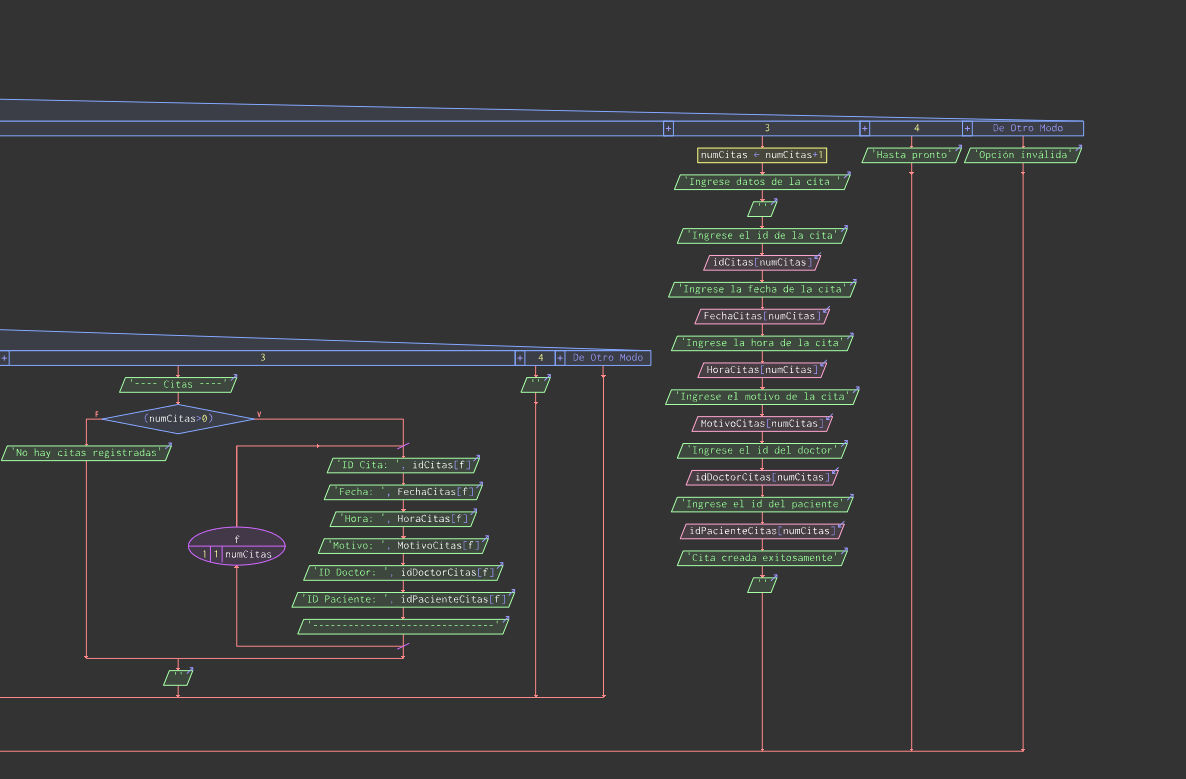 + 3 + 4 + De Otro Modo
numCitas ← numCitas+1
'Hasta pronto'
'Opción inválida'
'Ingrese datos de la cita '
''
'Ingrese el id de la cita'
idCitas[numCitas]
'Ingrese la fecha de la cita'
FechaCitas[numCitas]
'Ingrese la hora de la cita'
HoraCitas[numCitas]
'Ingrese el motivo de la cita'
MotivoCitas[numCitas]
'Ingrese el id del doctor'
idDoctorCitas[numCitas]
'Ingrese el id del paciente'
idPacienteCitas[numCitas]
'Cita creada exitosamente'
''
+ 3 + 4 + De Otro Modo
'---- Citas ----'
''
F (numCitas>0) V
'No hay citas registradas'
'ID Cita: ', idCitas[f]
'Fecha: ', FechaCitas[f]
'Hora: ', HoraCitas[f]
f
1 1 numCitas
'Motivo: ', MotivoCitas[f]
'ID Doctor: ', idDoctorCitas[f]
'ID Paciente: ', idPacienteCitas[f]
'------------------------------'
''